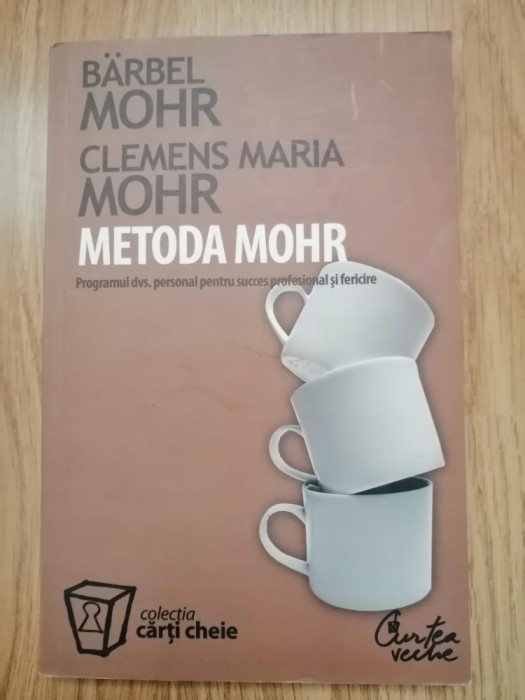 BÄRBEL
MOHR
CLEMENS MARIA
MOHR
METODA MOHR
Programul dvs. personal pentru succes profesional și fericire
colecția
cărți cheie
Curtea
veche